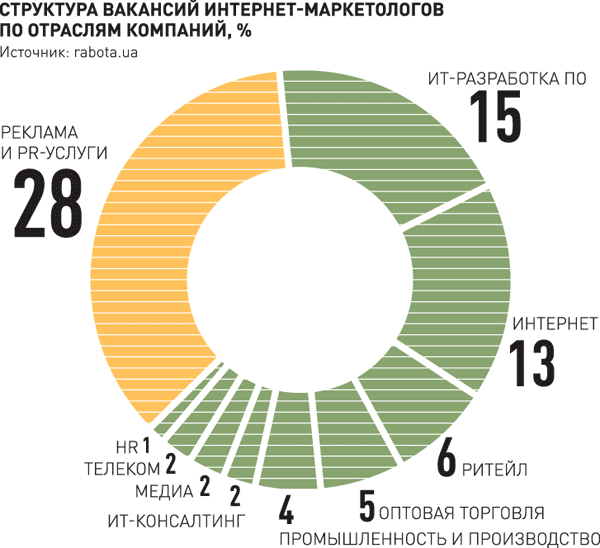 СТРУКТУРА ВАКАНСИЙ ИНТЕРНЕТ-МАРКЕТОЛОГОВ
ПО ОТРАСЛЯМ КОМПАНИЙ, %
Источник: rabota.ua
ИТ-РАЗРАБОТКА ПО
15
РЕКЛАМА
И PR-УСЛУГИ
28
ИНТЕРНЕТ
13
6 РИТЕЙЛ
HR 1
ТЕЛЕКОМ 2
МЕДИА 2
ИТ-КОНСАЛТИНГ 2
4 ПРОМЫШЛЕННОСТЬ И ПРОИЗВОДСТВО
5 ОПТОВАЯ ТОРГОВЛЯ